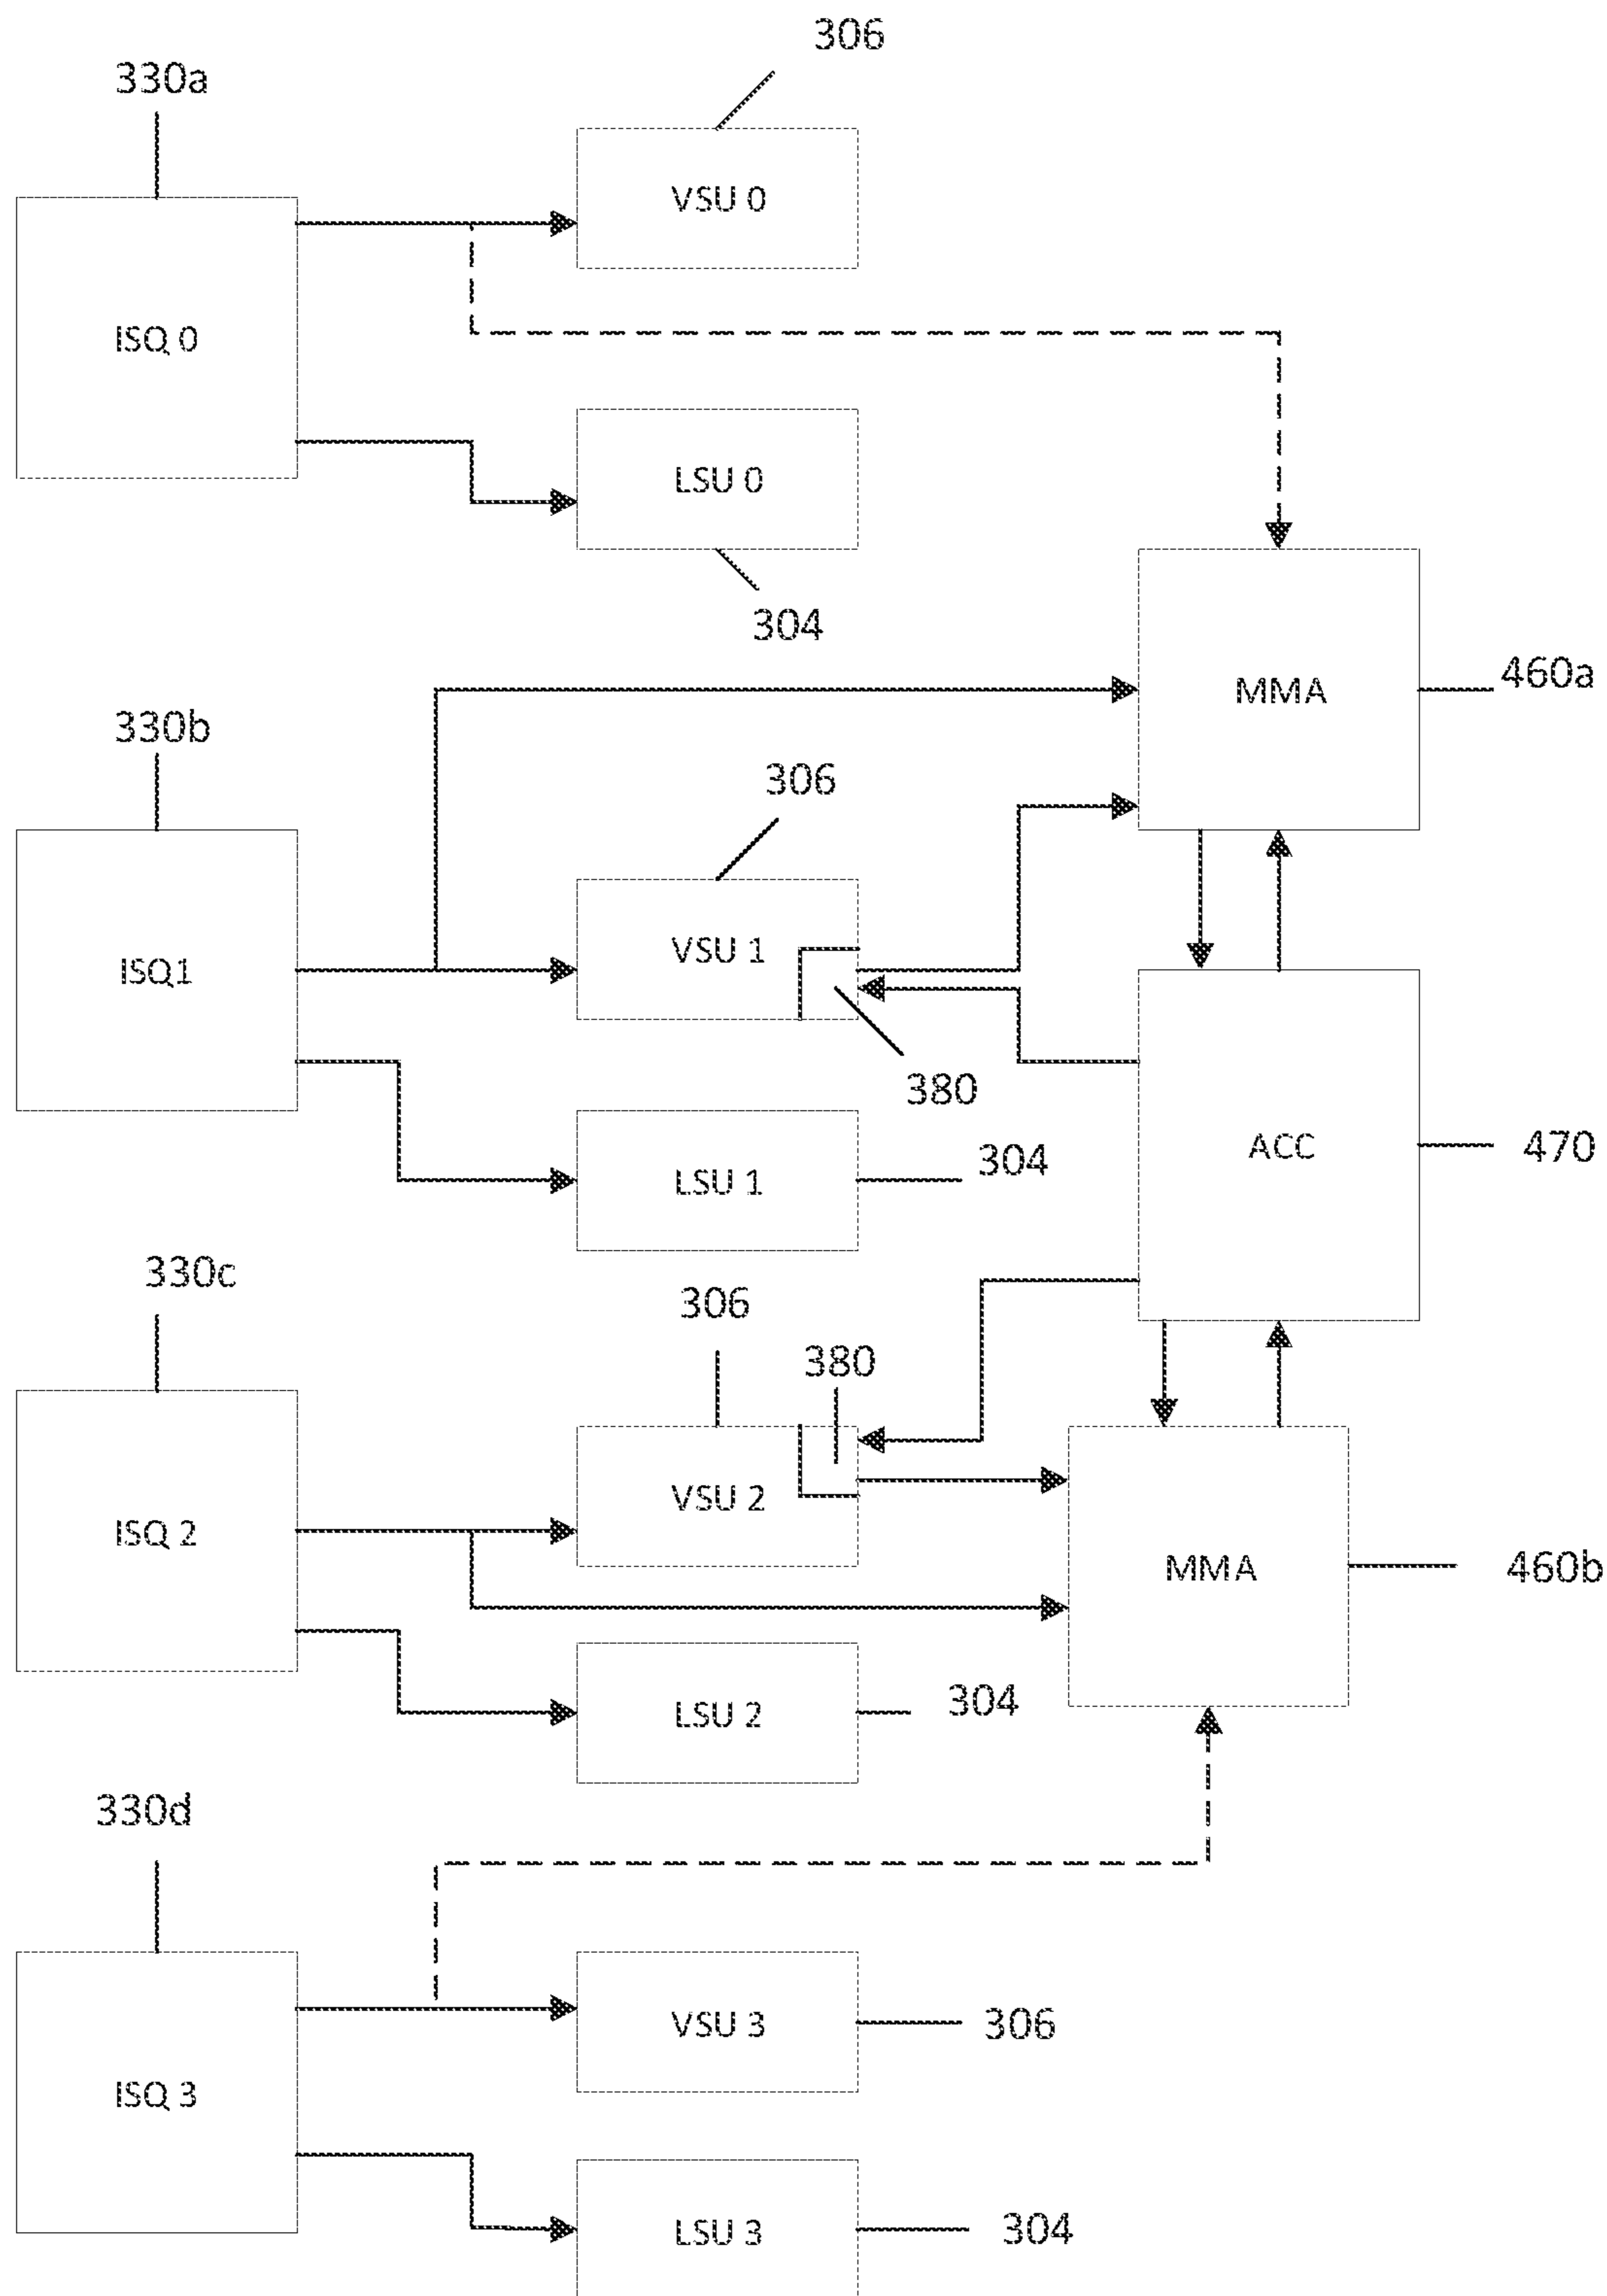 306
330a
VSU 0
ISQ 0
LSU 0
304
460a
MMA
330b
306
VSU 1
ISQ1
380
ACC
470
304
LSU 1
330c
306
380
VSU 2
ISQ 2
MMA
460b
304
LSU 2
330d
VSU 3
306
ISQ 3
LSU 3
304